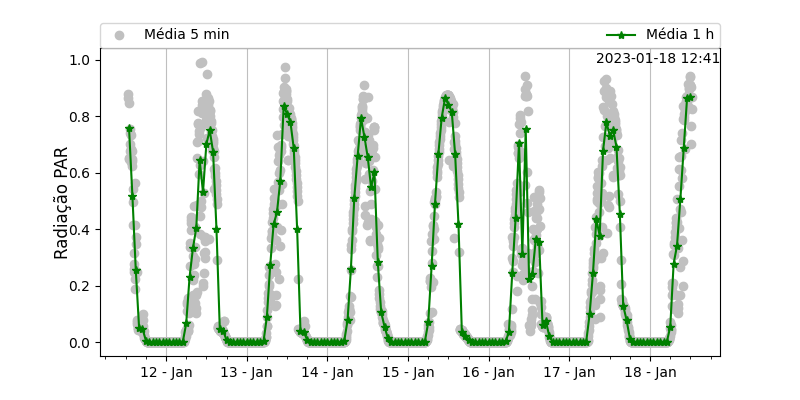 Média 5 min
Média 1 h
2023-01-18 12:41
Radiação PAR
1.0
0.8
0.6
0.4
0.2
0.0
12 - Jan
13 - Jan
14 - Jan
15 - Jan
16 - Jan
17 - Jan
18 - Jan